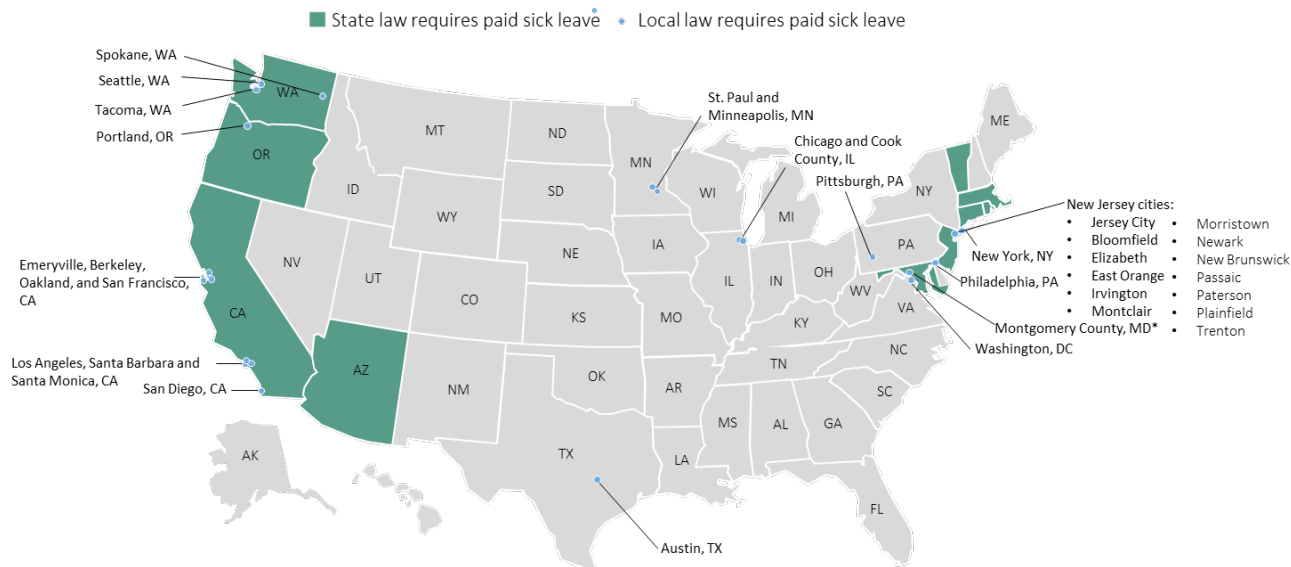 State law requires paid sick leave
Local law requires paid sick leave
Spokane, WA
Seattle, WA
Tacoma, WA
Portland, OR
St. Paul and
Minneapolis, MN
Chicago and Cook
County, IL
Pittsburgh, PA
New Jersey cities:
• Jersey City
• Bloomfield
• Elizabeth
• East Orange
• Irvington
• Montclair
• Morristown
• Newark
• New Brunswick
• Passaic
• Paterson
• Plainfield
• Trenton
New York, NY
Philadelphia, PA
Montgomery County, MD*
Washington, DC
Emeryville, Berkeley,
Oakland, and San Francisco,
CA
Los Angeles, Santa Barbara and
Santa Monica, CA
San Diego, CA
Austin, TX
WA
OR
CA
AZ
MT
ID
WY
NV
UT
CO
NM
ND
SD
NE
KS
OK
TX
MN
IA
MO
AR
LA
WI
IL
MI
IN
OH
KY
TN
MS
AL
GA
FL
SC
NC
VA
WV
PA
NY
ME
AK